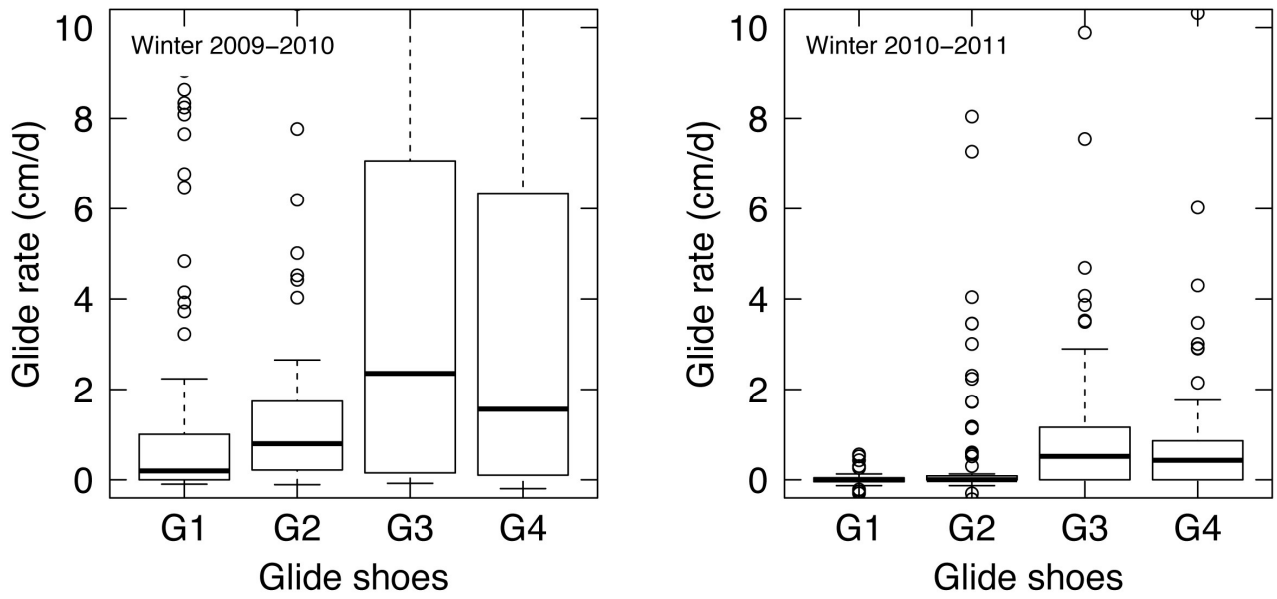 Winter 2009–2010
Glide rate (cm/d)
10
8
6
4
2
0
G1 G2 G3 G4
Glide shoes
Winter 2010–2011
Glide rate (cm/d)
10
8
6
4
2
0
G1 G2 G3 G4
Glide shoes